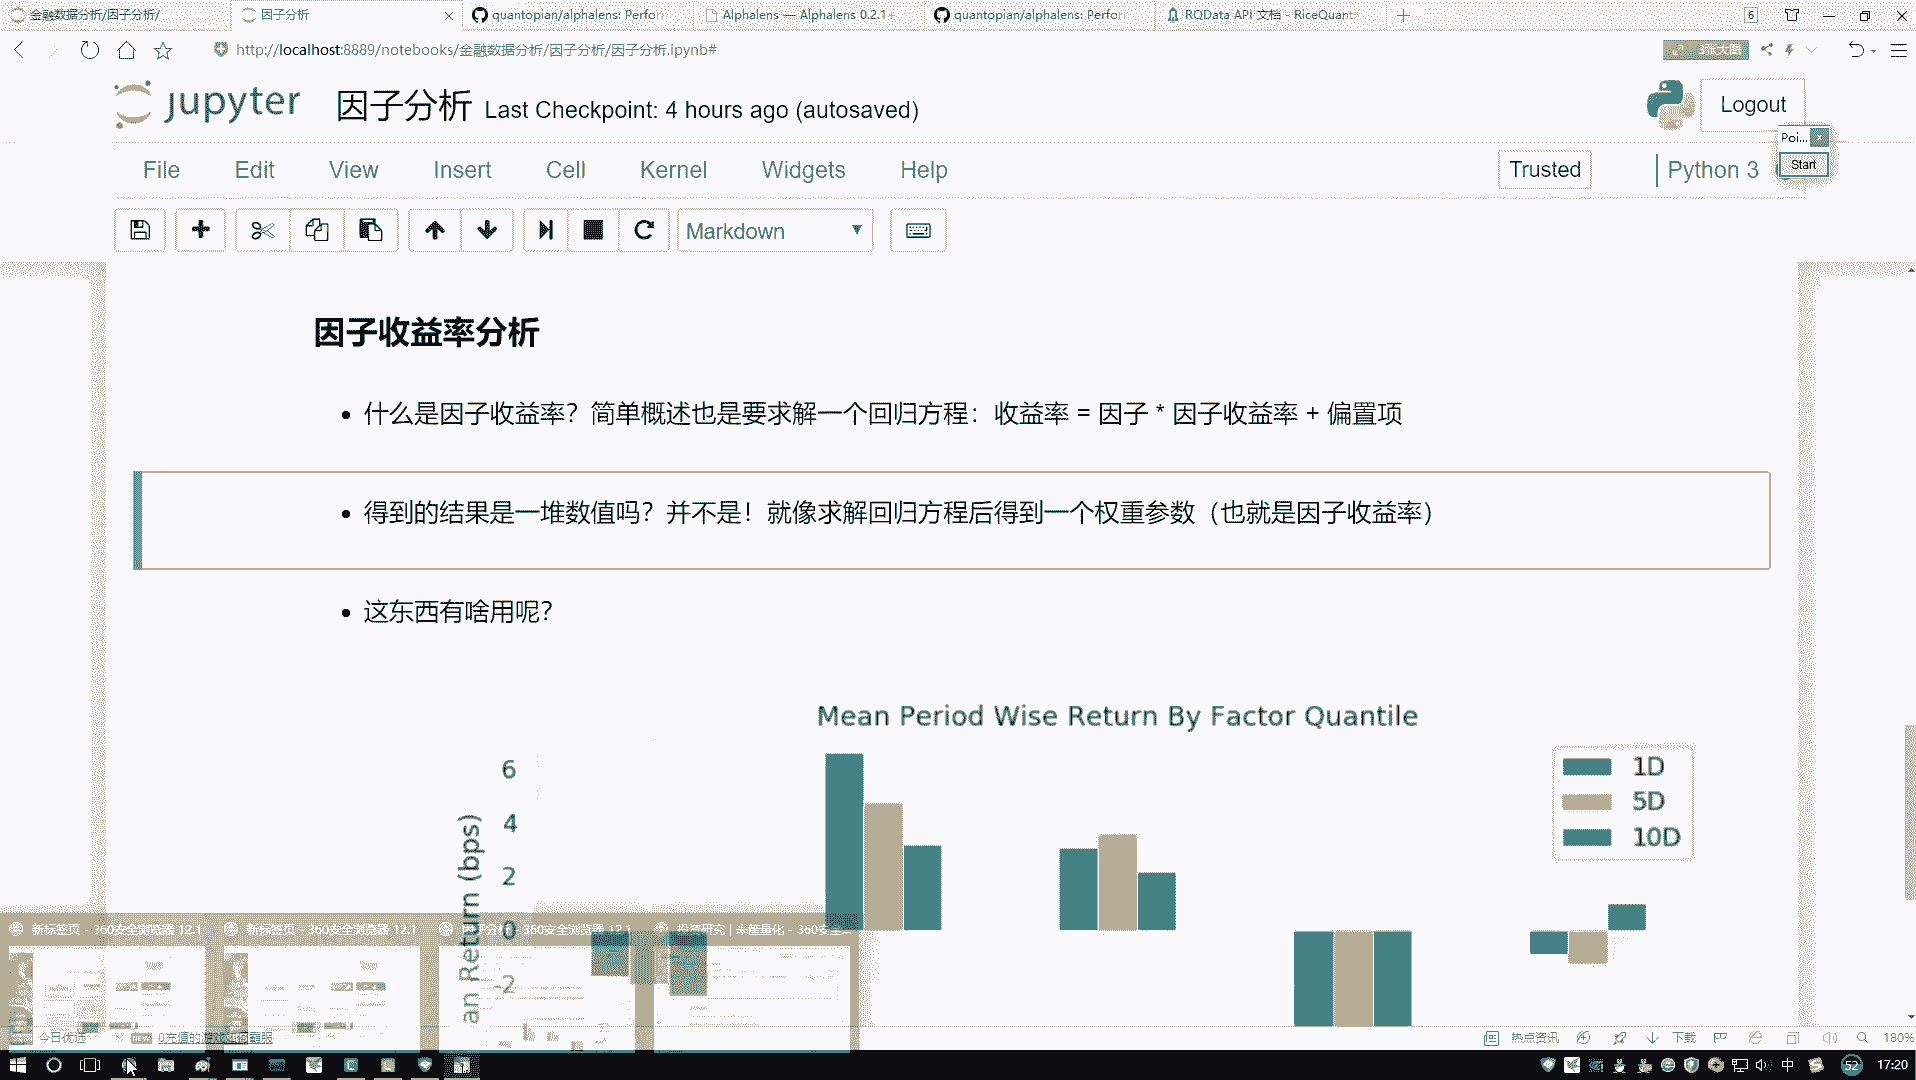 金融数据分析/因子分析/
因子分析
quantopian/alphalens: Perfor
Alphalens — Alphalens 0.2.1+
quantopian/alphalens: Perform
RQData API 文档 - RiceQuant
6
http://localhost:8889/notebooks/金融数据分析/因子分析/因子分析.ipynb#
3张大图
jupyter
因子分析 Last Checkpoint: 4 hours ago (autosaved)
Logout
Poi...
Start
File
Edit
View
Insert
Cell
Kernel
Widgets
Help
Trusted
Python 3
Markdown
因子收益率分析
什么是因子收益率？简单概述也是要求解一个回归方程：收益率 = 因子 * 因子收益率 + 偏置项
得到的结果是一堆数值吗？并不是！就像求解回归方程后得到一个权重参数（也就是因子收益率）
这东西有啥用呢？
Mean Period Wise Return By Factor Quantile
1D
5D
10D
6
4
2
0
-2
an Return (bps)
新标签页 - 360安全浏览器 12.1
新标签页 - 360安全浏览器 12.1
360安全浏览器 12.1
投资研究 | 米筐量化 - 360安全...
今日优选
NEW
热点资讯
下载
180%
中
52
17:20